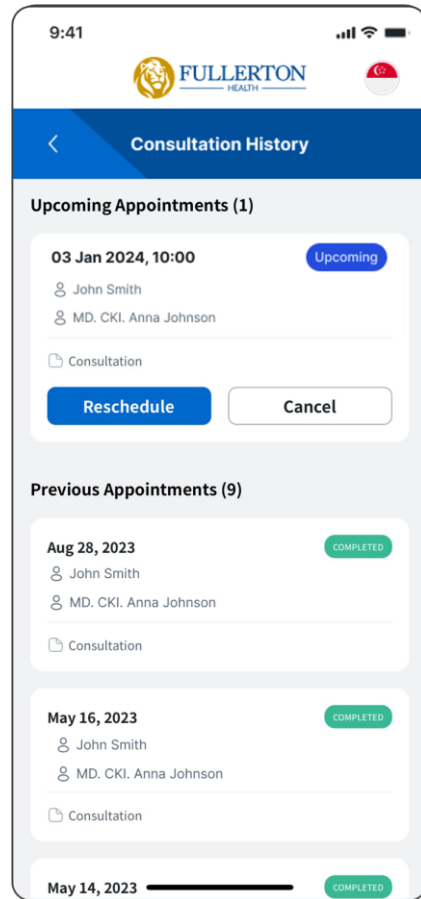 9:41
FULLERTON
HEALTH
Consultation History
Upcoming Appointments (1)
03 Jan 2024, 10:00
Upcoming
John Smith
MD. CKI. Anna Johnson
Consultation
Reschedule
Cancel
Previous Appointments (9)
Aug 28, 2023
COMPLETED
John Smith
MD. CKI. Anna Johnson
Consultation
May 16, 2023
COMPLETED
John Smith
MD. CKI. Anna Johnson
Consultation
May 14, 2023
COMPLETED